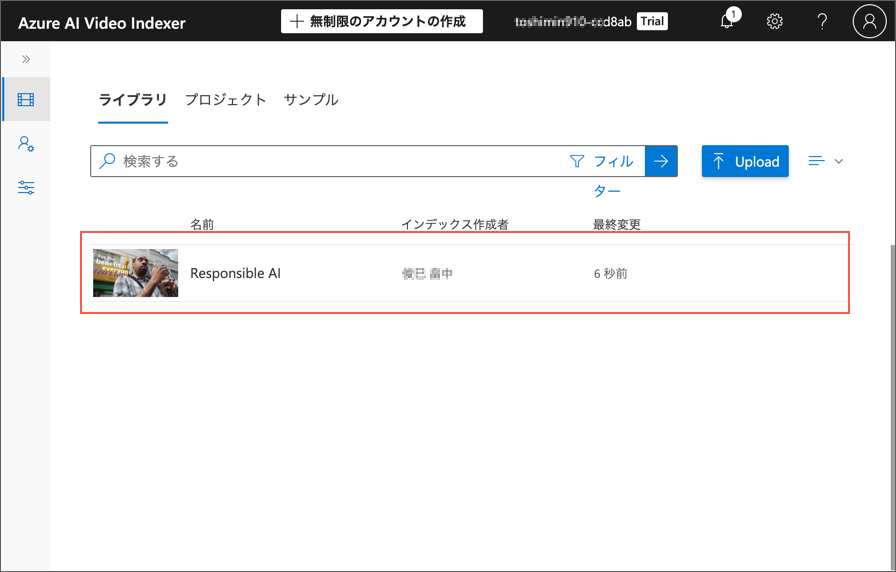 Azure AI Video Indexer
無制限のアカウントの作成
Trial
1
ライブラリ プロジェクト サンプル
検索する
フィル
ター
Upload
名前 インデックス作成者 最終変更
benefits
everyone
Responsible AI
6 秒前